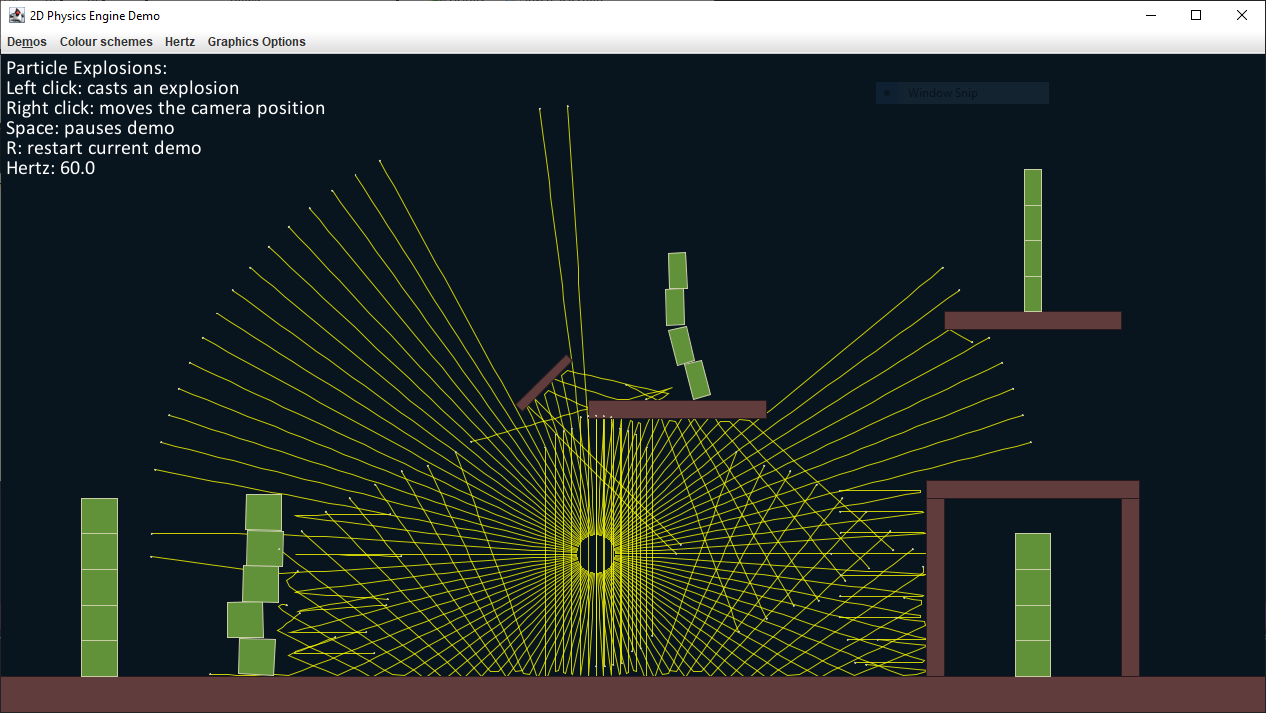 2D Physics Engine Demo
Demos Colour schemes Hertz Graphics Options
Particle Explosions:
Left click: casts an explosion
Right click: moves the camera position
Space: pauses demo
R: restart current demo
Hertz: 60.0
Window Snip